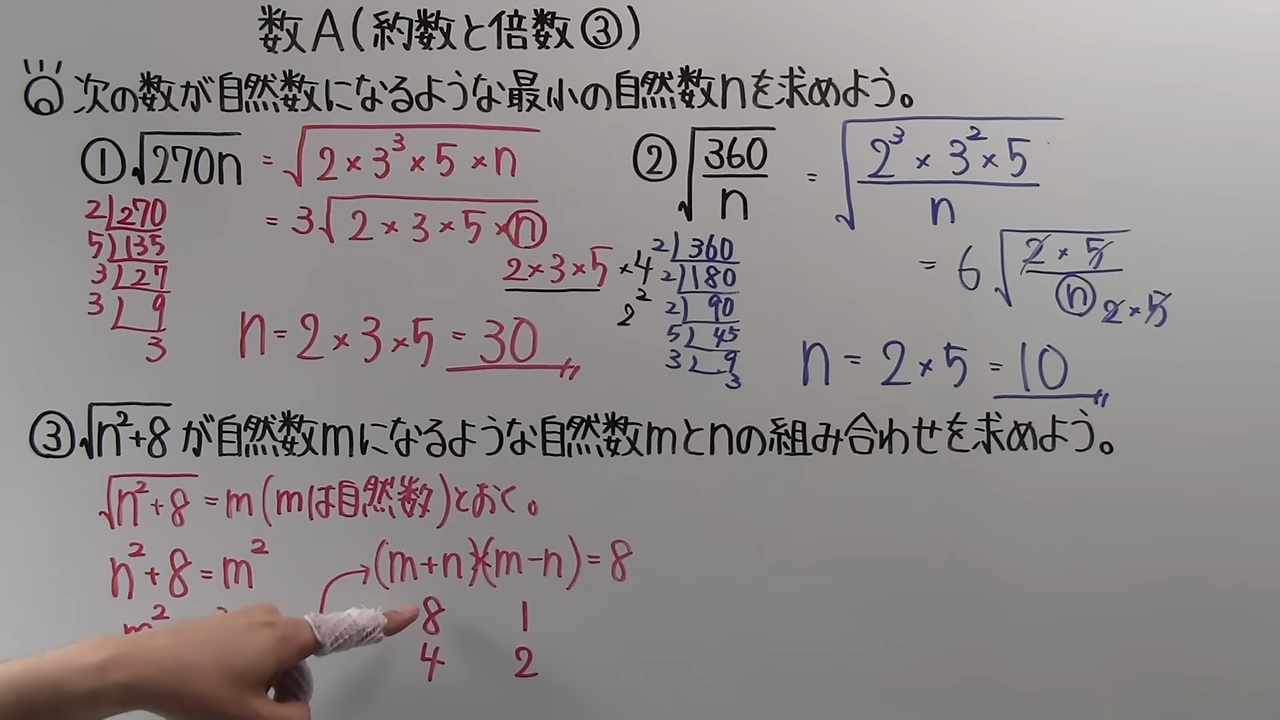 数A(約数と倍数③)
次の数が自然数になるような最小の自然数nを求めよう。
①√270n = √2×3³×5×n
= 3√2×3×5×n
2×3×5 ×4
2²
2)270
5)135
3)27
3)9
3
n=2×3×5=30
②√360/n = √2³×3²×5/n
= 6√2×5/n 2×5
2)360
2)180
2)90
5)45
3)9
3
n=2×5=10
③√n²+8が自然数mになるような自然数mとnの組み合わせを求めよう。
√n²+8=m(mは自然数)とおく。
n²+8=m²
(m+n)(m-n)=8
8 1
4 2